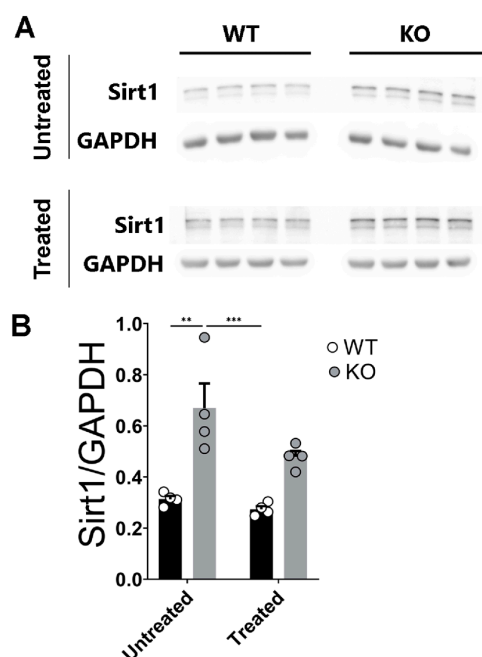 A
WT KO
Untreated
Sirt1
GAPDH
Treated
Sirt1
GAPDH
B
Sirt1/GAPDH
1.0
0.8
0.6
0.4
0.2
0.0
** ***
WT
KO
Untreated Treated